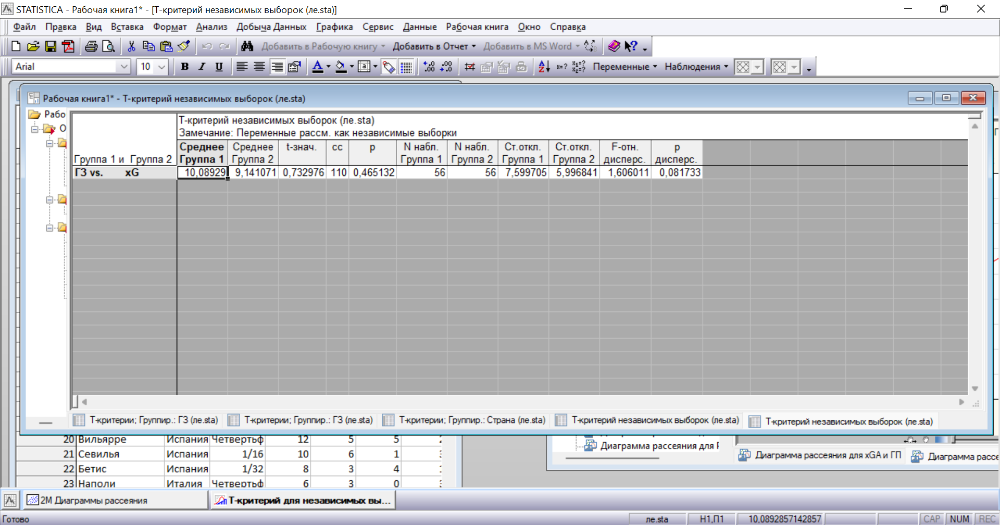 STATISTICA - Рабочая книга1* - [Т-критерий независимых выборок (ле.sta)]
Файл Правка Вид Вставка Формат Анализ Добыча Данных Графика Сервис Данные Рабочая книга Окно Справка
Добавить в Рабочую книгу Добавить в Отчет Добавить в MS Word
Arial 10 B I U Переменные Наблюдения
Рабочая книга1* - Т-критерий независимых выборок (ле.sta)
Рабо
О
Т-критерий независимых выборок (ле.sta)
Замечание: Переменные рассм. как независимые выборки
Среднее Среднее t-знач. сс p N набл. N набл. Ст.откл. Ст.откл. F-отн. p
Группа 1 и Группа 2 Группа 1 Группа 2 Группа 1 Группа 2 Группа 1 Группа 2 дисперс. дисперс.
ГЗ vs. xG 10,08929 9,141071 0,732976 110 0,465132 56 56 7,599705 5,996841 1,606011 0,081733
Т-критерии; Группир.: ГЗ (ле.sta) Т-критерии; Группир.: ГЗ (ле.sta) Т-критерии; Группир.: Страна (ле.sta) Т-критерий независимых выборок (ле.sta) Т-критерий независимых выборок (ле.sta)
20 Вильярре Испания Четвертьф 12 5 5
21 Севилья Испания 1/16 10 6 1
22 Бетис Испания 1/32 8 3 4
23 Наполи Италия Четвертьф 6 3 0
Диаграмма рассеяния для
Диаграмма рассеяния для xGA и ГП Диаграмма рассе
2М Диаграммы рассеяния Т-критерий для независимых вы...
Готово ле.sta Н1,П1 10,0892857142857 CAP NUM REC